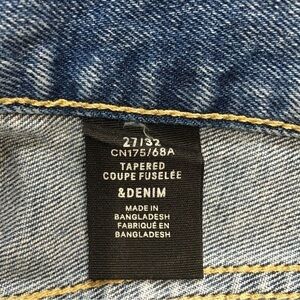 27/32
CN175/68A
TAPERED
COUPE FUSELÉE
&DENIM
MADE IN
BANGLADESH
FABRIQUÉ EN
BANGLADESH